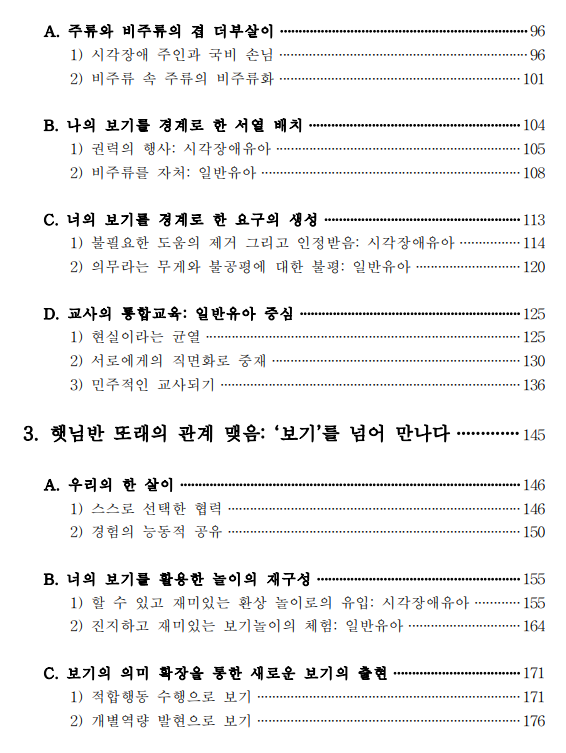 A. 주류와 비주류의 겹 더부살이 ································ 96
1) 시각장애 주인과 국비 손님 ································ 96
2) 비주류 속 주류의 비주류화 ································ 101
B. 나의 보기를 경계로 한 서열 배치 ································ 104
1) 권력의 행사: 시각장애유아 ································ 105
2) 비주류를 자처: 일반유아 ································ 108
C. 너의 보기를 경계로 한 요구의 생성 ································ 113
1) 불필요한 도움의 제거 그리고 인정받음: 시각장애유아 ··············· 114
2) 의무라는 무게와 불공평에 대한 불평: 일반유아 ························ 120
D. 교사의 통합교육: 일반유아 중심 ································ 125
1) 현실이라는 균열 ································ 125
2) 서로에게의 직면화로 중재 ································ 130
3) 민주적인 교사되기 ································ 136
3. 햇님반 또래의 관계 맺음: ‘보기’를 넘어 만나다 ············· 145
A. 우리의 한 살이 ································ 146
1) 스스로 선택한 협력 ································ 146
2) 경험의 능동적 공유 ································ 150
B. 너의 보기를 활용한 놀이의 재구성 ································ 155
1) 할 수 있고 재미있는 환상 놀이로의 유입: 시각장애유아 ··········· 155
2) 진지하고 재미있는 보기놀이의 체험: 일반유아 ························ 164
C. 보기의 의미 확장을 통한 새로운 보기의 출현 ························ 171
1) 적합행동 수행으로 보기 ································ 171
2) 개별역량 발현으로 보기 ································ 176